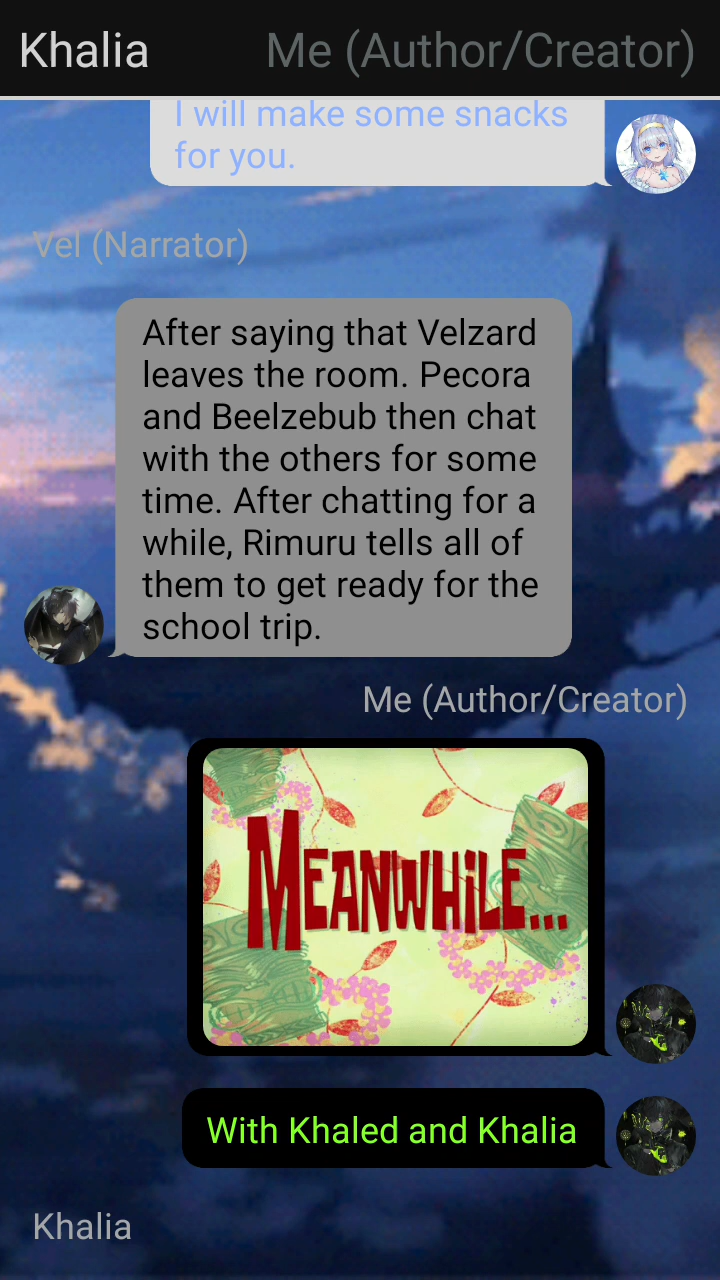 Khalia
Me (Author/Creator)
I will make some snacks
for you.
Vel (Narrator)
After saying that Velzard
leaves the room. Pecora
and Beelzebub then chat
with the others for some
time. After chatting for a
while, Rimuru tells all of
them to get ready for the
school trip.
Me (Author/Creator)
MEANWHiLE...
With Khaled and Khalia
Khalia